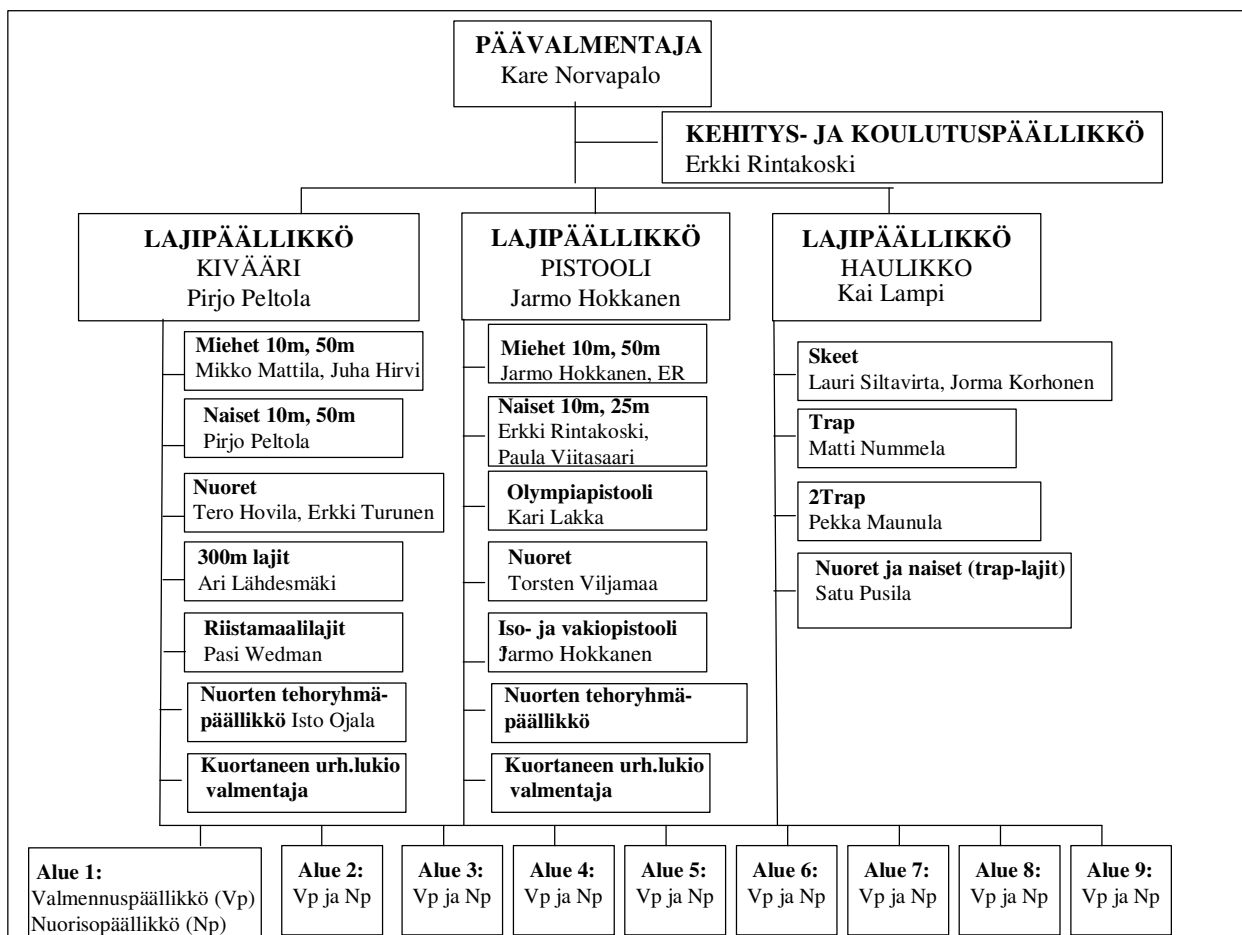 PÄÄVALMENTAJA
Kare Norvapalo
KEHITYS- JA KOULUTUSPÄÄLLIKKÖ
Erkki Rintakoski
LAJIPÄÄLLIKKÖ
KIVÄÄRI
Pirjo Peltola
Miehet 10m, 50m
Mikko Mattila, Juha Hirvi
Naiset 10m, 50m
Pirjo Peltola
Nuoret
Tero Hovila, Erkki Turunen
300m lajit
Ari Lähdesmäki
Riistamaalilajit
Pasi Wedman
Nuorten tehoryhmä-
päällikkö Isto Ojala
Kuortaneen urh.lukio
valmentaja
LAJIPÄÄLLIKKÖ
PISTOOLI
Jarmo Hokkanen
Miehet 10m, 50m
Jarmo Hokkanen, ER
Naiset 10m, 25m
Erkki Rintakoski,
Paula Viitasaari
Olympiapistooli
Kari Lakka
Nuoret
Torsten Viljamaa
Iso- ja vakiopistooli
Jarmo Hokkanen
Nuorten tehoryhmä-
päällikkö
Kuortaneen urh.lukio
valmentaja
LAJIPÄÄLLIKKÖ
HAULIKKO
Kai Lampi
Skeet
Lauri Siltavirta, Jorma Korhonen
Trap
Matti Nummela
2Trap
Pekka Maunula
Nuoret ja naiset (trap-lajit)
Satu Pusila
Alue 1:
Valmennuspäällikkö (Vp)
Nuorisopäällikkö (Np)
Alue 2:
Vp ja Np
Alue 3:
Vp ja Np
Alue 4:
Vp ja Np
Alue 5:
Vp ja Np
Alue 6:
Vp ja Np
Alue 7:
Vp ja Np
Alue 8:
Vp ja Np
Alue 9:
Vp ja Np